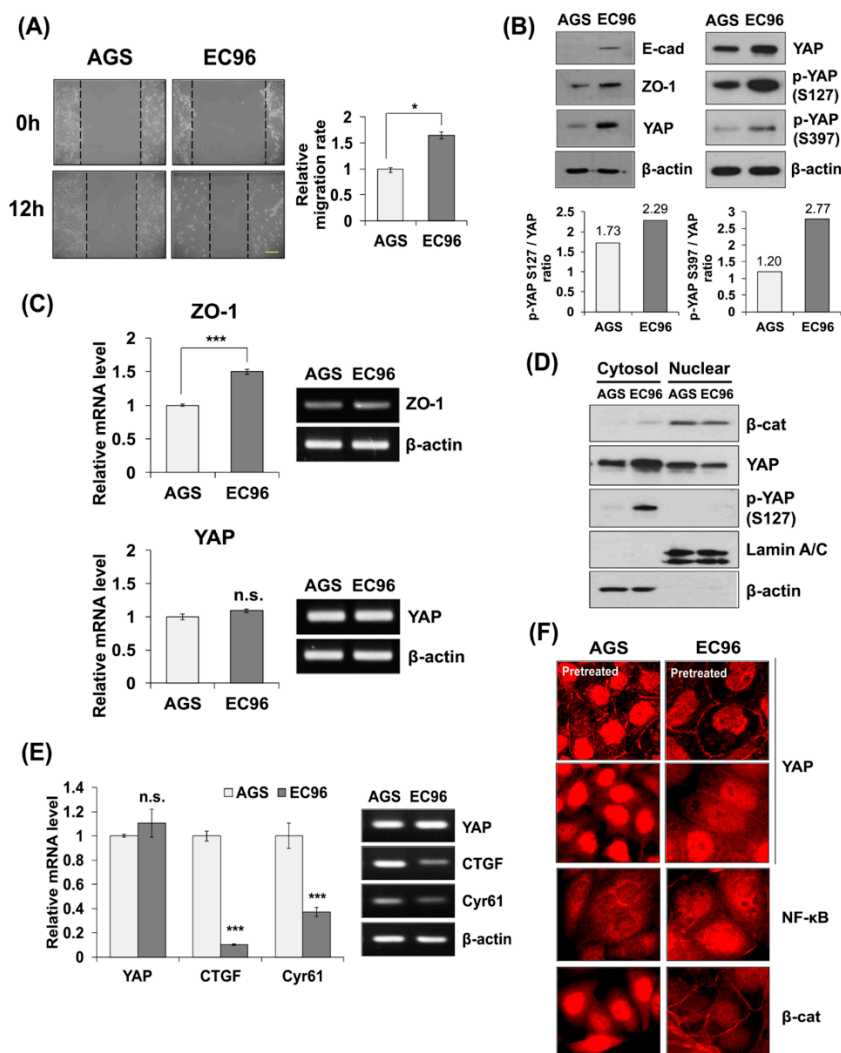 (A)
AGS EC96
0h
12h
Relative
migration rate
2
1.5
1
0.5
0
*
AGS EC96
(B)
AGS EC96
E-cad
ZO-1
YAP
β-actin
AGS EC96
YAP
p-YAP
(S127)
p-YAP
(S397)
β-actin
p-YAP S127 / YAP
ratio
2.5
2.0
1.5
1.0
0.5
0
1.73
2.29
AGS EC96
p-YAP S397 / YAP
ratio
3
2.5
2
1.5
1
0.5
0
1.20
2.77
AGS EC96
(C)
ZO-1
Relative mRNA level
2
1.5
1
0.5
0
***
AGS EC96
AGS EC96
ZO-1
β-actin
YAP
Relative mRNA level
2
1.5
1
0.5
0
n.s.
AGS EC96
AGS EC96
YAP
β-actin
(D)
Cytosol Nuclear
AGS EC96 AGS EC96
β-cat
YAP
p-YAP
(S127)
Lamin A/C
β-actin
(E)
Relative mRNA level
1.4
1.2
1
0.8
0.6
0.4
0.2
0
AGS EC96
n.s.
***
***
YAP CTGF Cyr61
AGS EC96
YAP
CTGF
Cyr61
β-actin
(F)
AGS EC96
Pretreated Pretreated
YAP
NF-κB
β-cat